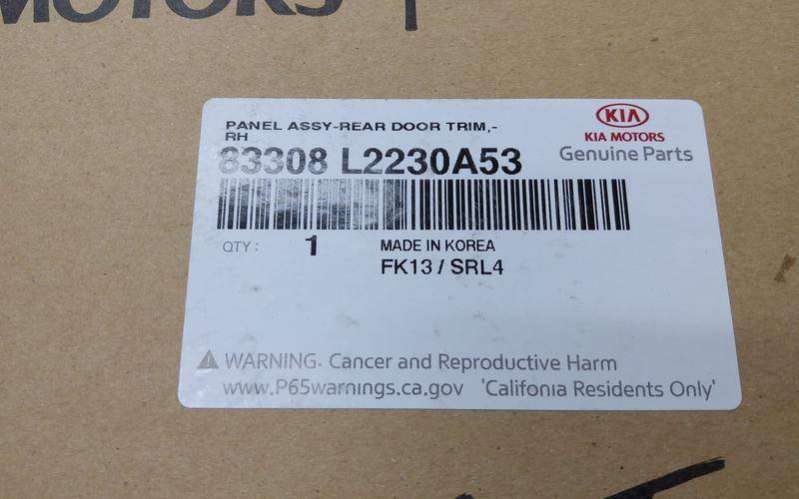 MOTORS
PANEL ASSY-REAR DOOR TRIM,-
RH
83308 L2230A53
KIA
KIA MOTORS
Genuine Parts
QTY : 1 MADE IN KOREA
FK13 / SRL4
WARNING. Cancer and Reproductive Harm
www.P65warnings.ca.gov 'Califonia Residents Only'